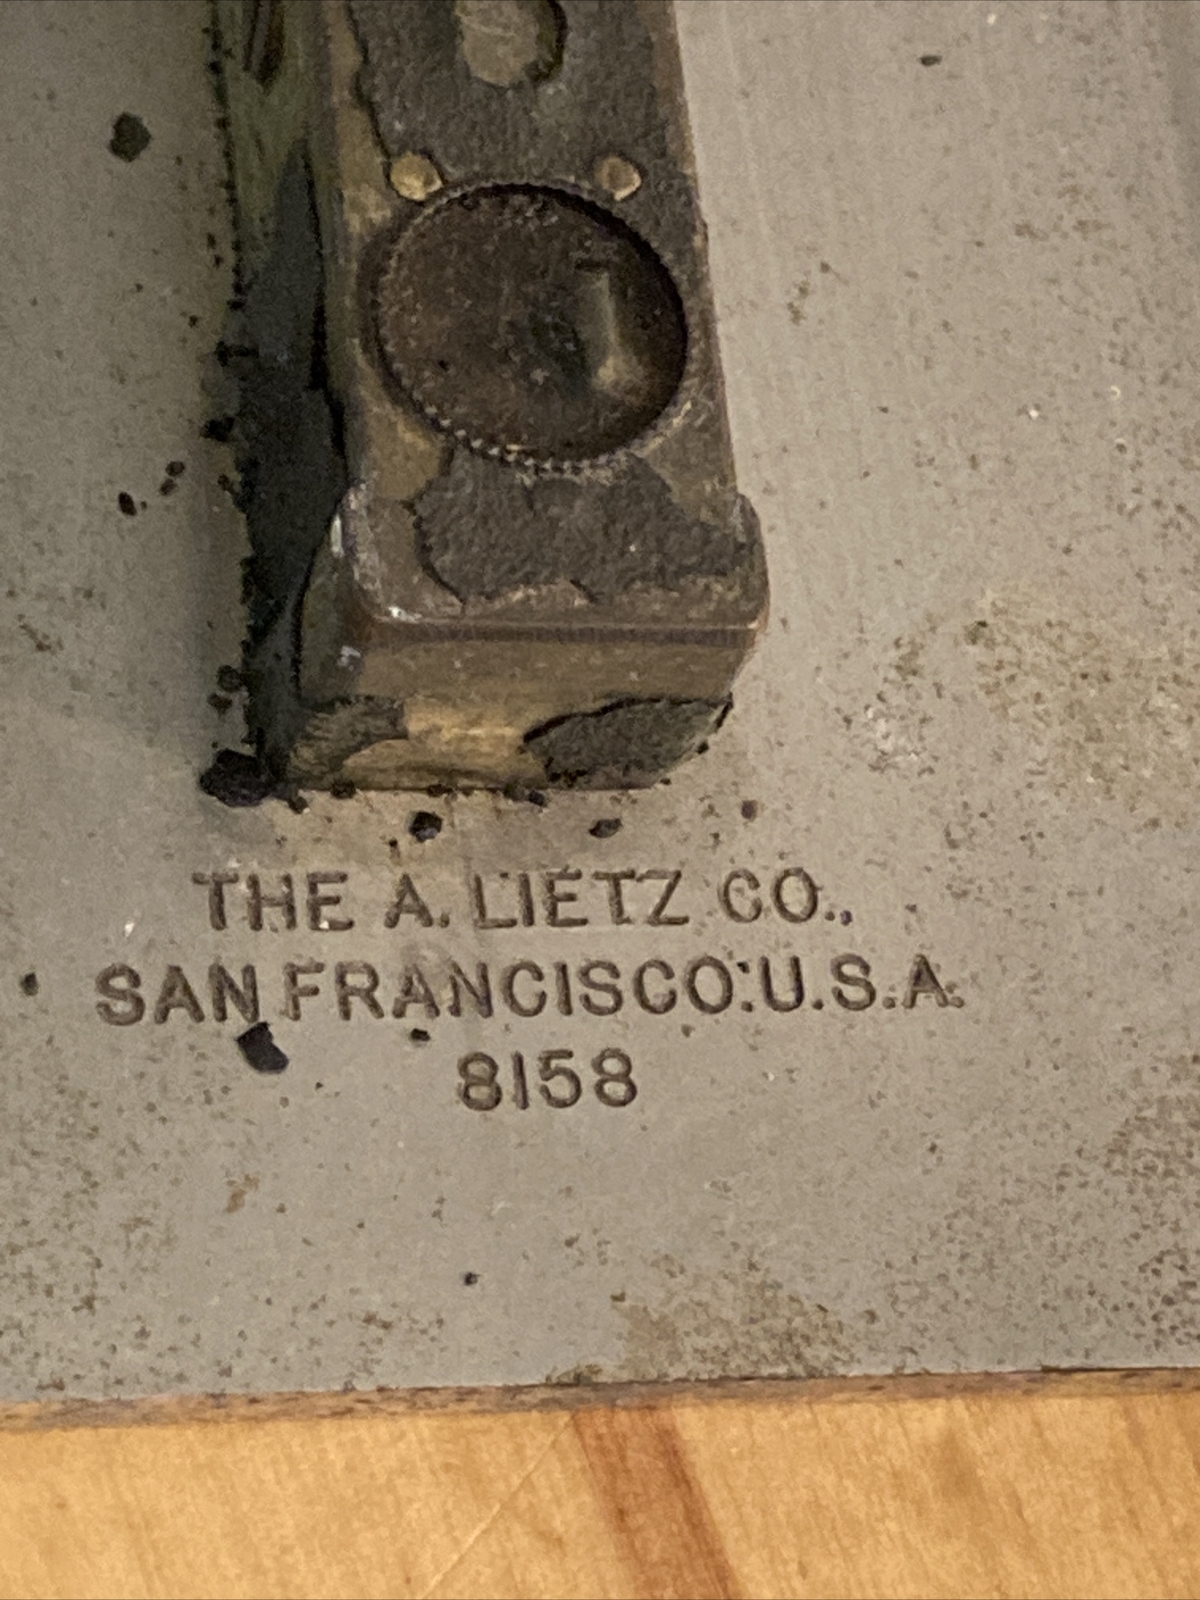 THE A. LIETZ CO.,
SAN FRANCISCO. U.S.A.
8158